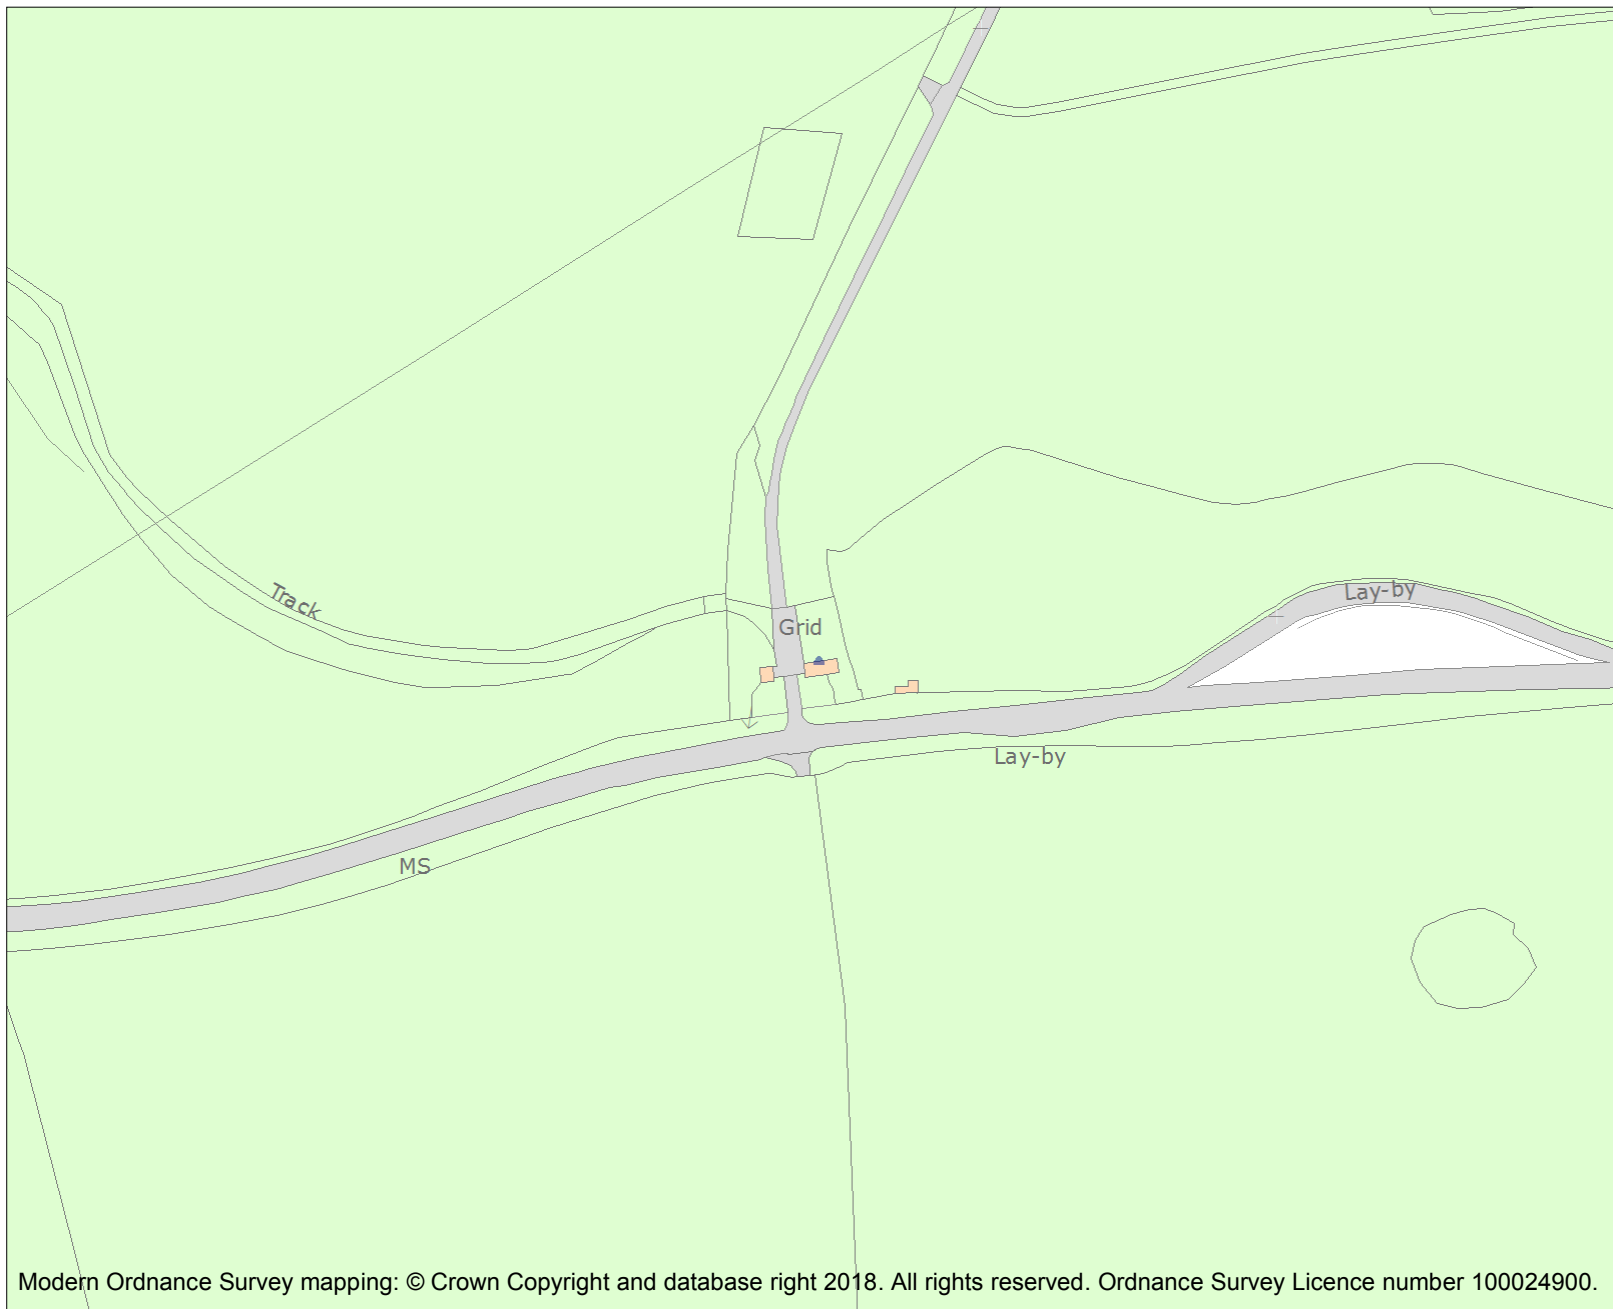 Track
Grid
Lay-by
Lay-by
MS
Modern Ordnance Survey mapping: © Crown Copyright and database right 2018. All rights reserved. Ordnance Survey Licence number 100024900.